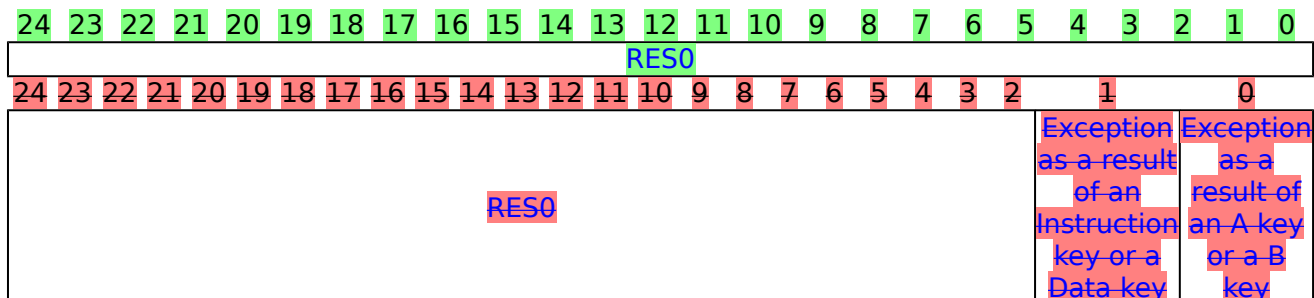 24 23 22 21 20 19 18 17 16 15 14 13 12 11 10 9 8 7 6 5 4 3 2 1 0
RES0
24 23 22 21 20 19 18 17 16 15 14 13 12 11 10 9 8 7 6 5 4 3 2 1 0
RES0
Exception
as a result
of an
Instruction
key or a
Data key
Exception
as a
result of
an A key
or a B
key